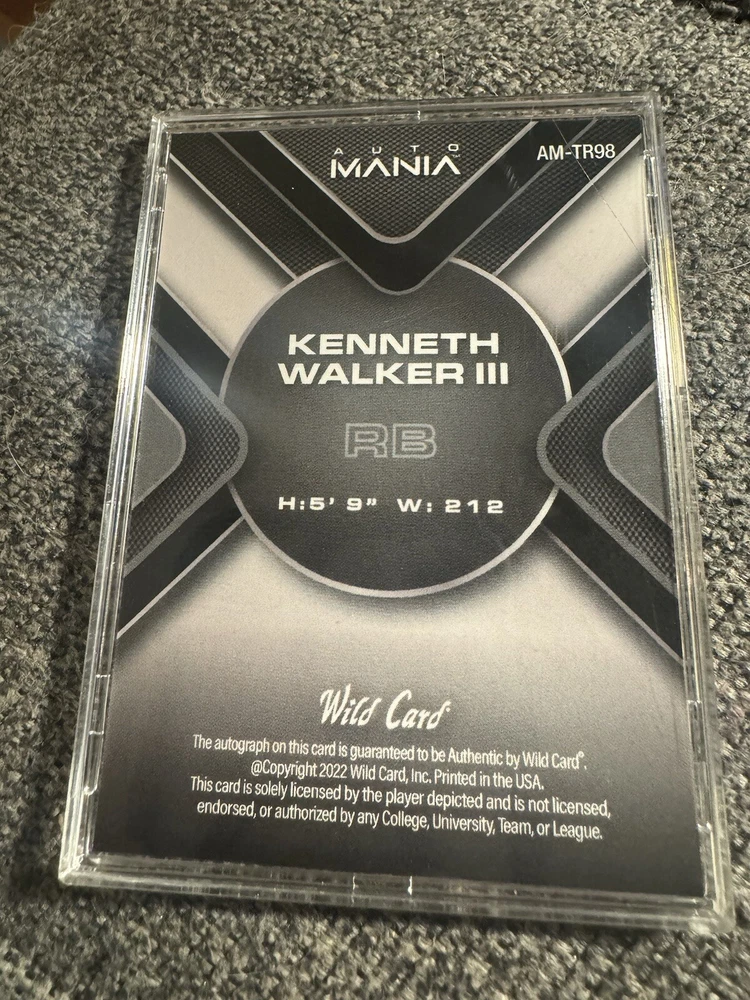 AUTO
MANIA™
AM-TR98
KENNETH
WALKER III
RB
H:5' 9" W: 212
Wild Card®
The autograph on this card is guaranteed to be Authentic by Wild Card®.
@Copyright 2022 Wild Card, Inc. Printed in the USA.
This card is solely licensed by the player depicted and is not licensed,
endorsed, or authorized by any College, University, Team, or League.